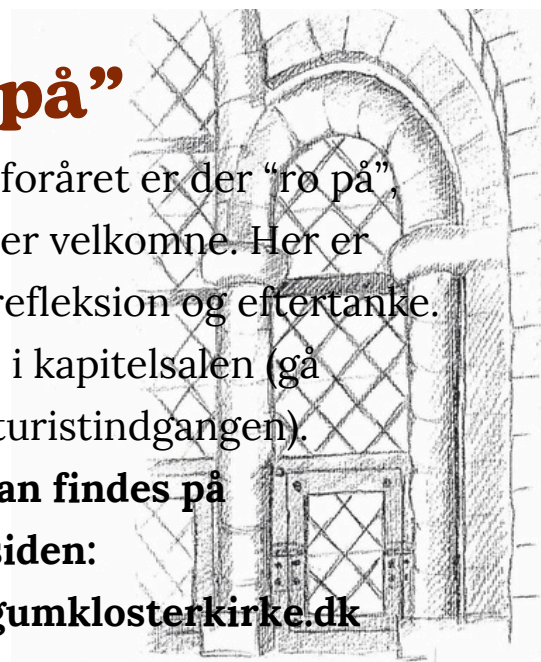 på”
foråret er der “ro på”,
er velkomne. Her er
refleksion og eftertanke.
i kapitelsalen (gå
turistindgangen).
an findes på
siden:
gumklosterkirke.dk